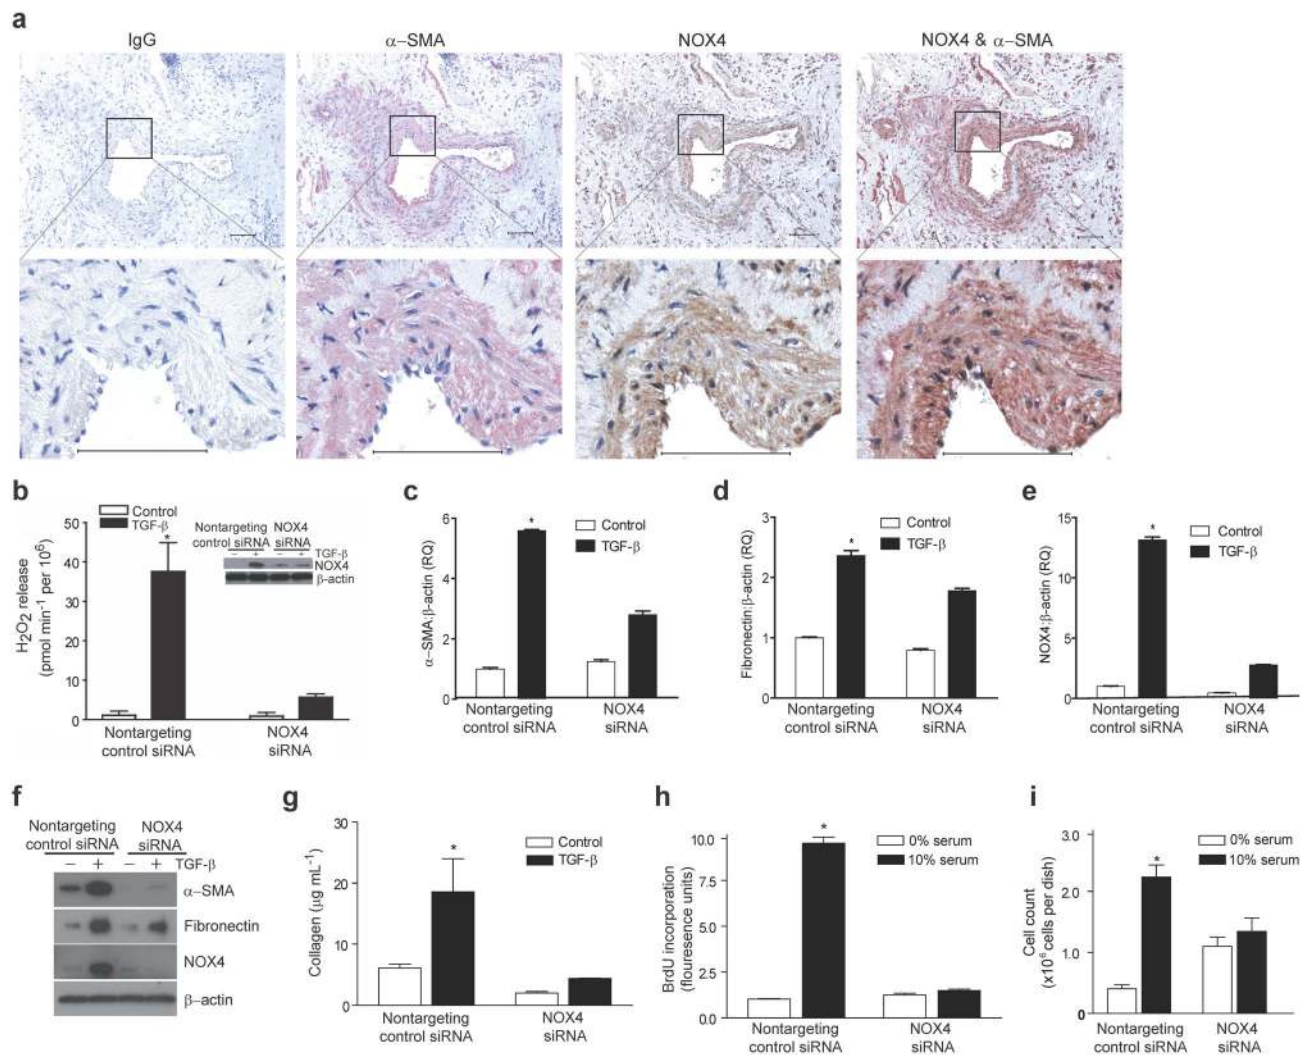 a
IgG
α–SMA
NOX4
NOX4 & α–SMA
b
Control
TGF-β
Nontargeting
control siRNA
NOX4
siRNA
– + – + TGF-β
NOX4
β-actin
H2O2 release
(pmol min⁻¹ per 10⁶)
50
40
30
20
10
0
*
Nontargeting
control siRNA
NOX4
siRNA
c
Control
TGF-β
α–SMA:β-actin (RQ)
6
4
2
0
*
Nontargeting
control siRNA
NOX4
siRNA
d
Control
TGF-β
Fibronectin:β-actin (RQ)
3
2
1
0
*
Nontargeting
control siRNA
NOX4
siRNA
e
Control
TGF-β
NOX4:β-actin (RQ)
15
10
5
0
*
Nontargeting
control siRNA
NOX4
siRNA
f
Nontargeting
control siRNA
NOX4
siRNA
– + – + TGF-β
α–SMA
Fibronectin
NOX4
β–actin
g
Control
TGF-β
Collagen (μg mL⁻¹)
30
20
10
0
*
Nontargeting
control siRNA
NOX4
siRNA
h
0% serum
10% serum
BrdU incorporation
(flouresence units)
10.0
7.5
5.0
2.5
0.0
*
Nontargeting
control siRNA
NOX4
siRNA
i
0% serum
10% serum
Cell count
(x10⁶ cells per dish)
3.0
2.0
1.0
0
*
Nontargeting
control siRNA
NOX4
siRNA